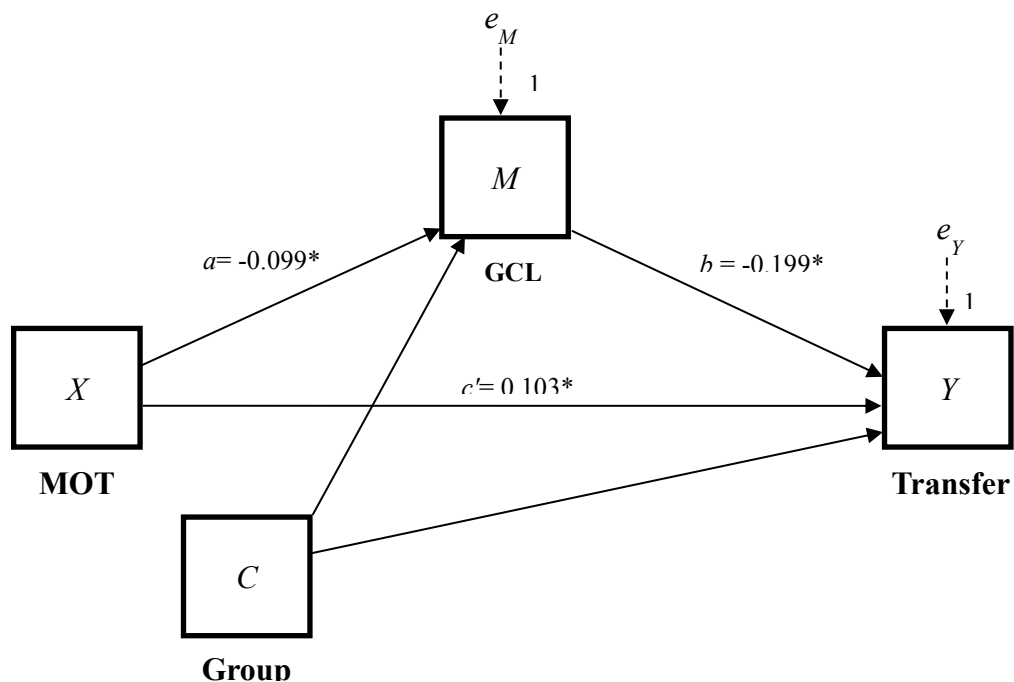 e_M
1
M
GCL
a= -0.099*
b = -0.199*
e_Y
1
X
MOT
c'= 0.103*
Y
Transfer
C
Group